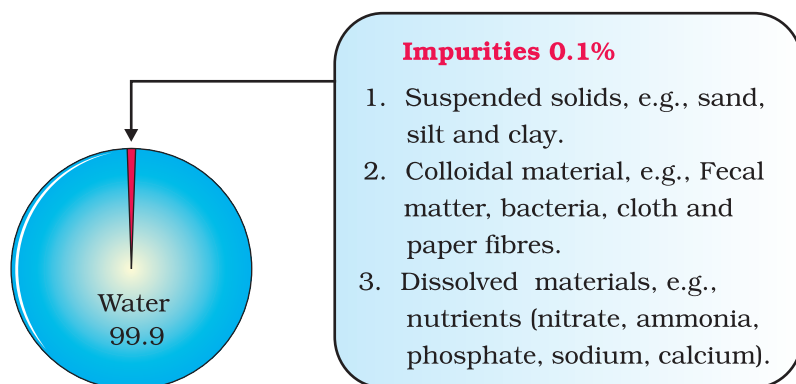 Impurities 0.1%
1. Suspended solids, e.g., sand,
silt and clay.
2. Colloidal material, e.g., Fecal
matter, bacteria, cloth and
paper fibres.
3. Dissolved materials, e.g.,
nutrients (nitrate, ammonia,
phosphate, sodium, calcium).
Water
99.9